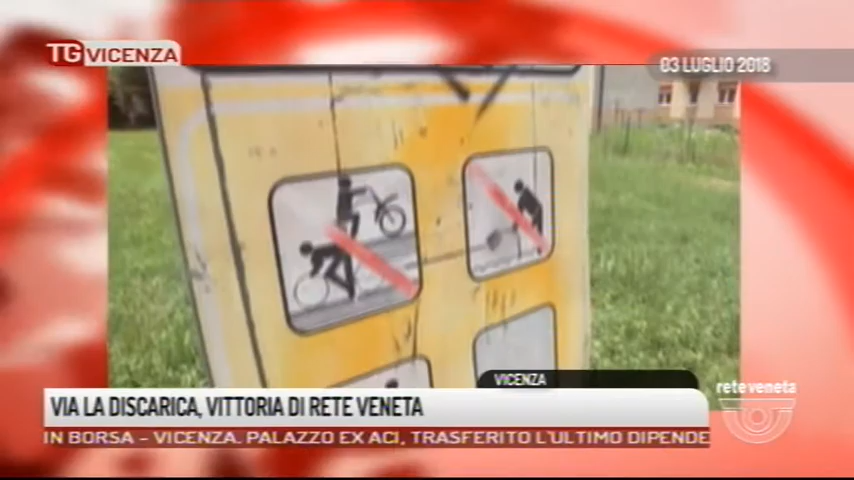 TG VICENZA
03 LUGLIO 2018
VICENZA
rete veneta
VIA LA DISCARICA, VITTORIA DI RETE VENETA
IN BORSA - VICENZA. PALAZZO EX ACI, TRASFERITO L'ULTIMO DIPENDE